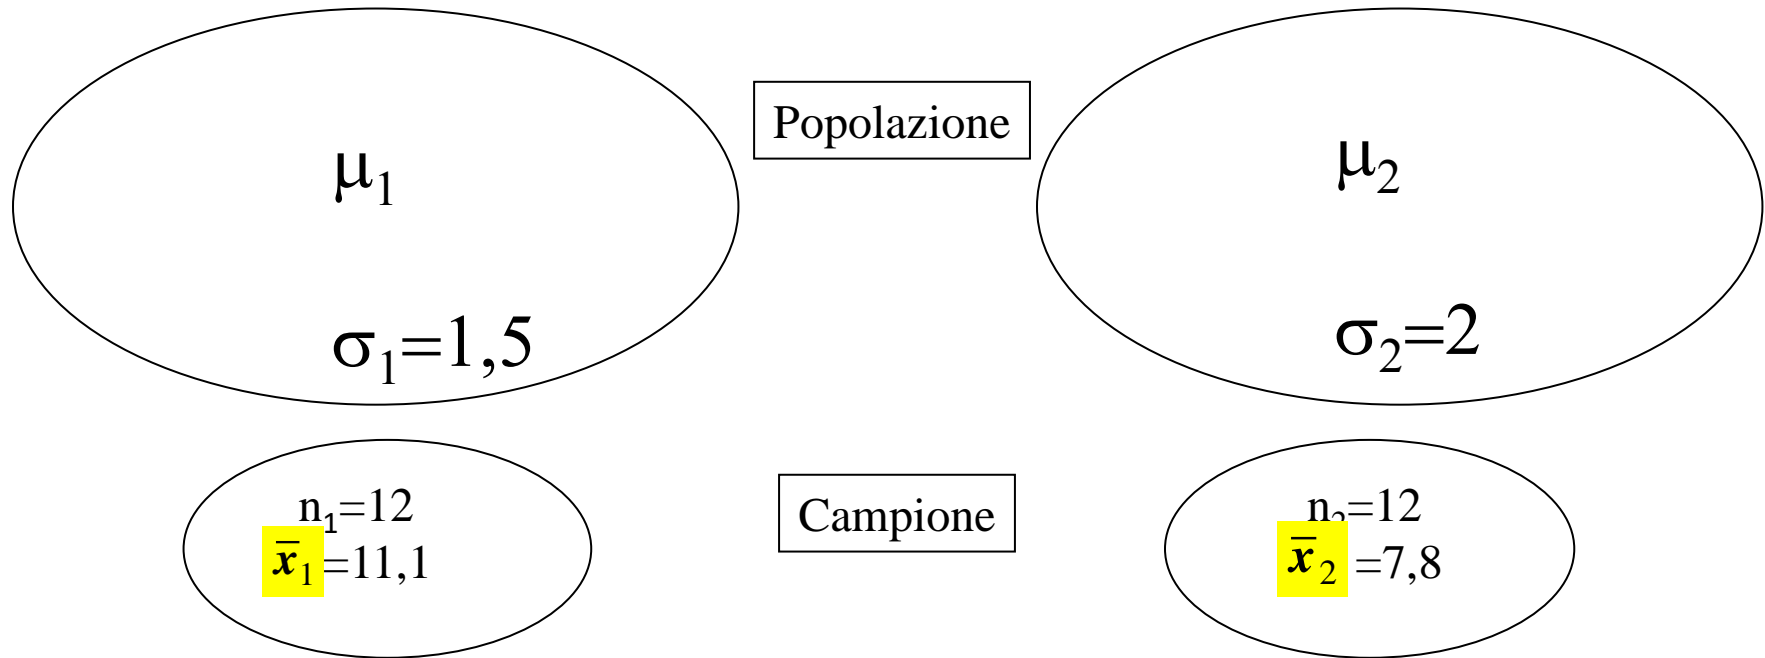 Popolazione
μ₁
μ₂
σ₁=1,5
σ₂=2
n₁=12
x̄₁=11,1
Campione
n₂=12
x̄₂ =7,8